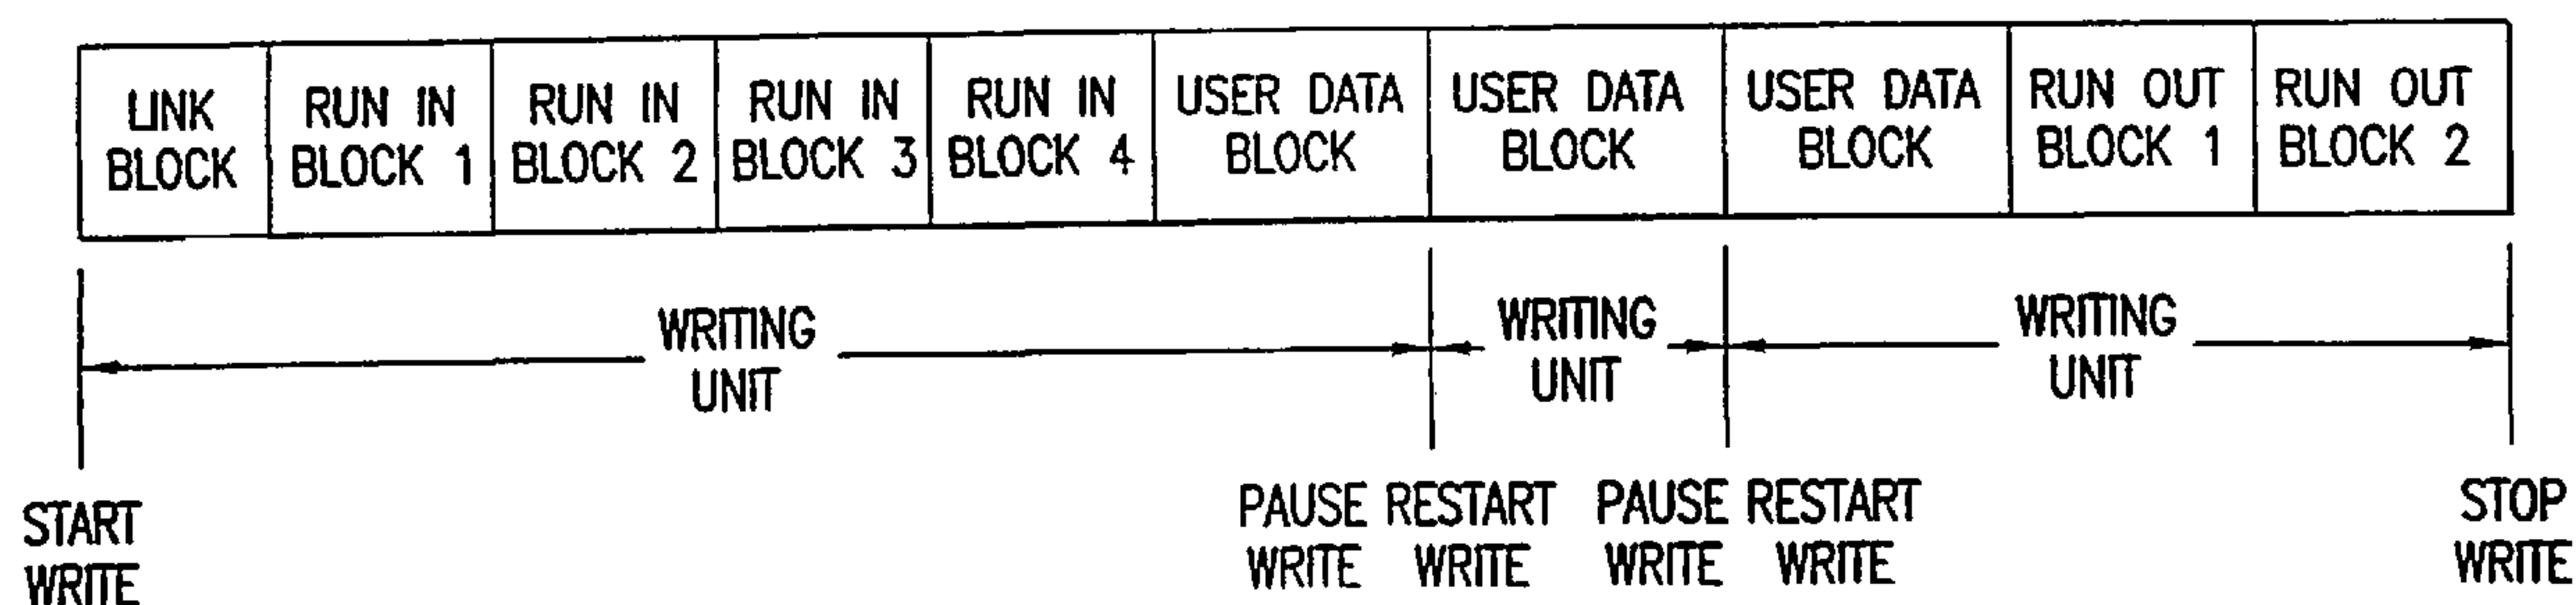 LINK BLOCK
RUN IN BLOCK 1
RUN IN BLOCK 2
RUN IN BLOCK 3
RUN IN BLOCK 4
USER DATA BLOCK
USER DATA BLOCK
USER DATA BLOCK
RUN OUT BLOCK 1
RUN OUT BLOCK 2
WRITING UNIT
WRITING UNIT
WRITING UNIT
START WRITE
PAUSE WRITE
RESTART WRITE
PAUSE WRITE
RESTART WRITE
STOP WRITE